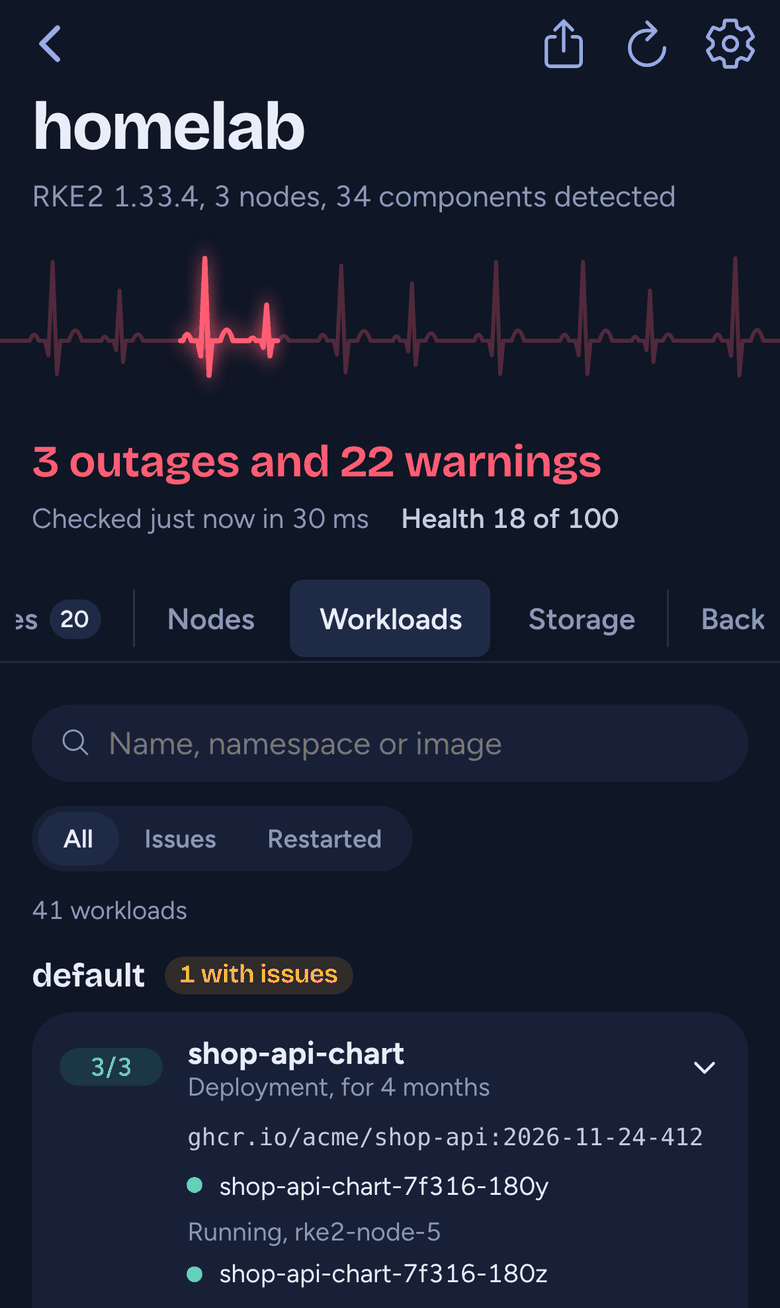 homelab
RKE2 1.33.4, 3 nodes, 34 components detected
3 outages and 22 warnings
Checked just now in 30 ms Health 18 of 100
es 20 Nodes Workloads Storage Back
Name, namespace or image
All Issues Restarted
41 workloads
default 1 with issues
3/3 shop-api-chart
Deployment, for 4 months
ghcr.io/acme/shop-api:2026-11-24-412
shop-api-chart-7f316-180y
Running, rke2-node-5
shop-api-chart-7f316-180z